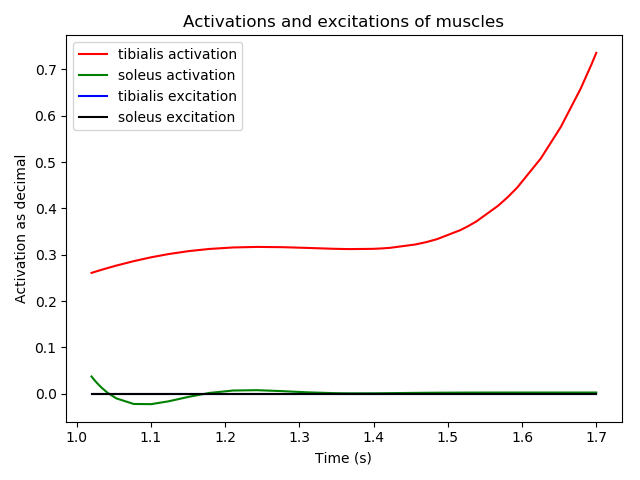 Activations and excitations of muscles
tibialis activation
soleus activation
tibialis excitation
soleus excitation
Activation as decimal
0.7
0.6
0.5
0.4
0.3
0.2
0.1
0.0
1.0 1.1 1.2 1.3 1.4 1.5 1.6 1.7
Time (s)